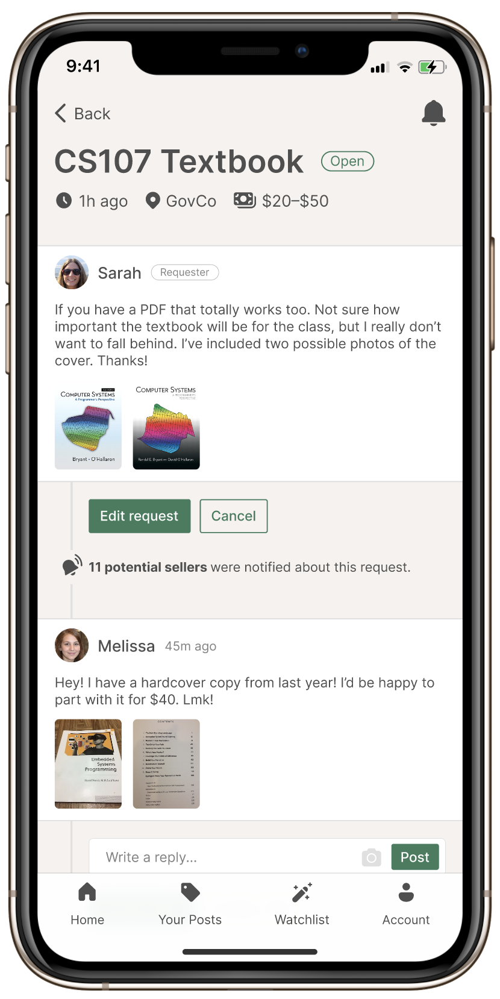 9:41
Back
CS107 Textbook Open
1h ago GovCo $20–$50
Sarah Requester
If you have a PDF that totally works too. Not sure how
important the textbook will be for the class, but I really don’t
want to fall behind. I’ve included two possible photos of the
cover. Thanks!
COMPUTER SYSTEMS
A Programmer's Perspective
Bryant • O'Hallaron
COMPUTER SYSTEMS
A PROGRAMMER'S
PERSPECTIVE
Randal E. Bryant David O'Hallaron
Edit request Cancel
11 potential sellers were notified about this request.
Melissa 45m ago
Hey! I have a hardcover copy from last year! I’d be happy to
part with it for $40. Lmk!
Embedded
Systems
Programming
CONTENTS
Write a reply... Post
Home Your Posts Watchlist Account